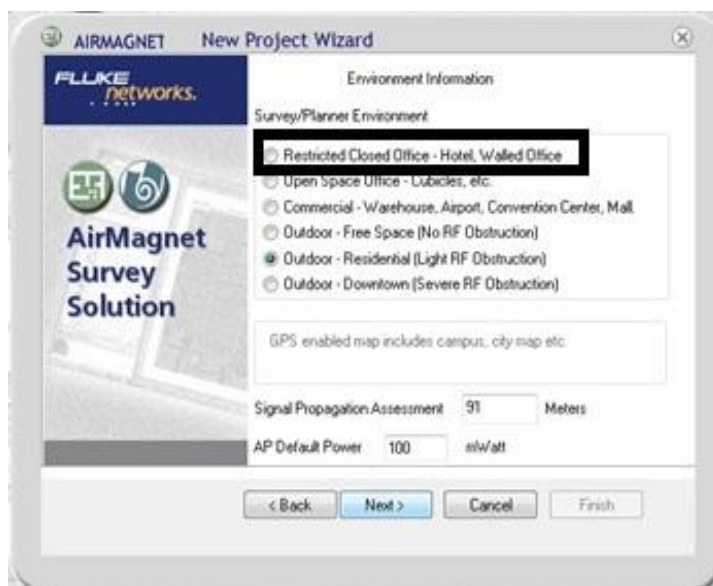 AIRMAGNET New Project Wizard
FLUKE
networks.
AirMagnet
Survey
Solution
Environment Information
Survey/Planner Environment
Restricted Closed Office - Hotel, Walled Office
Open Space Office - Cubicles, etc.
Commercial - Warehouse, Airport, Convention Center, Mall.
Outdoor - Free Space (No RF Obstruction)
Outdoor - Residential (Light RF Obstruction)
Outdoor - Downtown (Severe RF Obstruction)
GPS enabled map includes campus, city map etc.
Signal Propagation Assessment 91 Meters
AP Default Power 100 mWatt
< Back Next > Cancel Finish